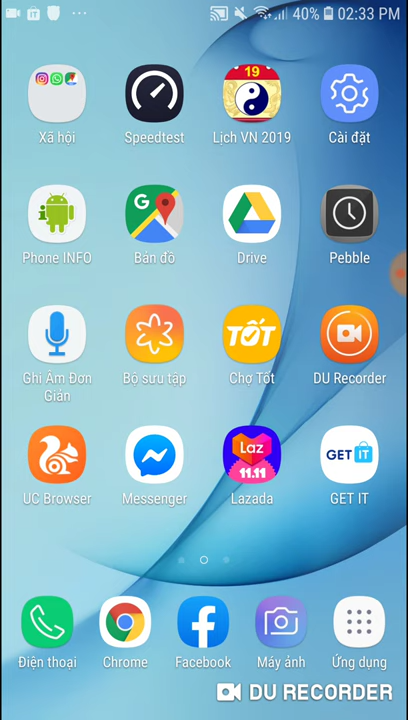 IT 40% 02:33 PM
19
Xã hội Speedtest Lịch VN 2019 Cài đặt
G
Phone INFO Bản đồ Drive Pebble
TỐT
Ghi Âm Đơn Giản Bộ sưu tập Chợ Tốt DU Recorder
Laz
11.11
GET IT
UC Browser Messenger Lazada GET IT
Điện thoại Chrome Facebook Máy ảnh Ứng dụng
DU RECORDER